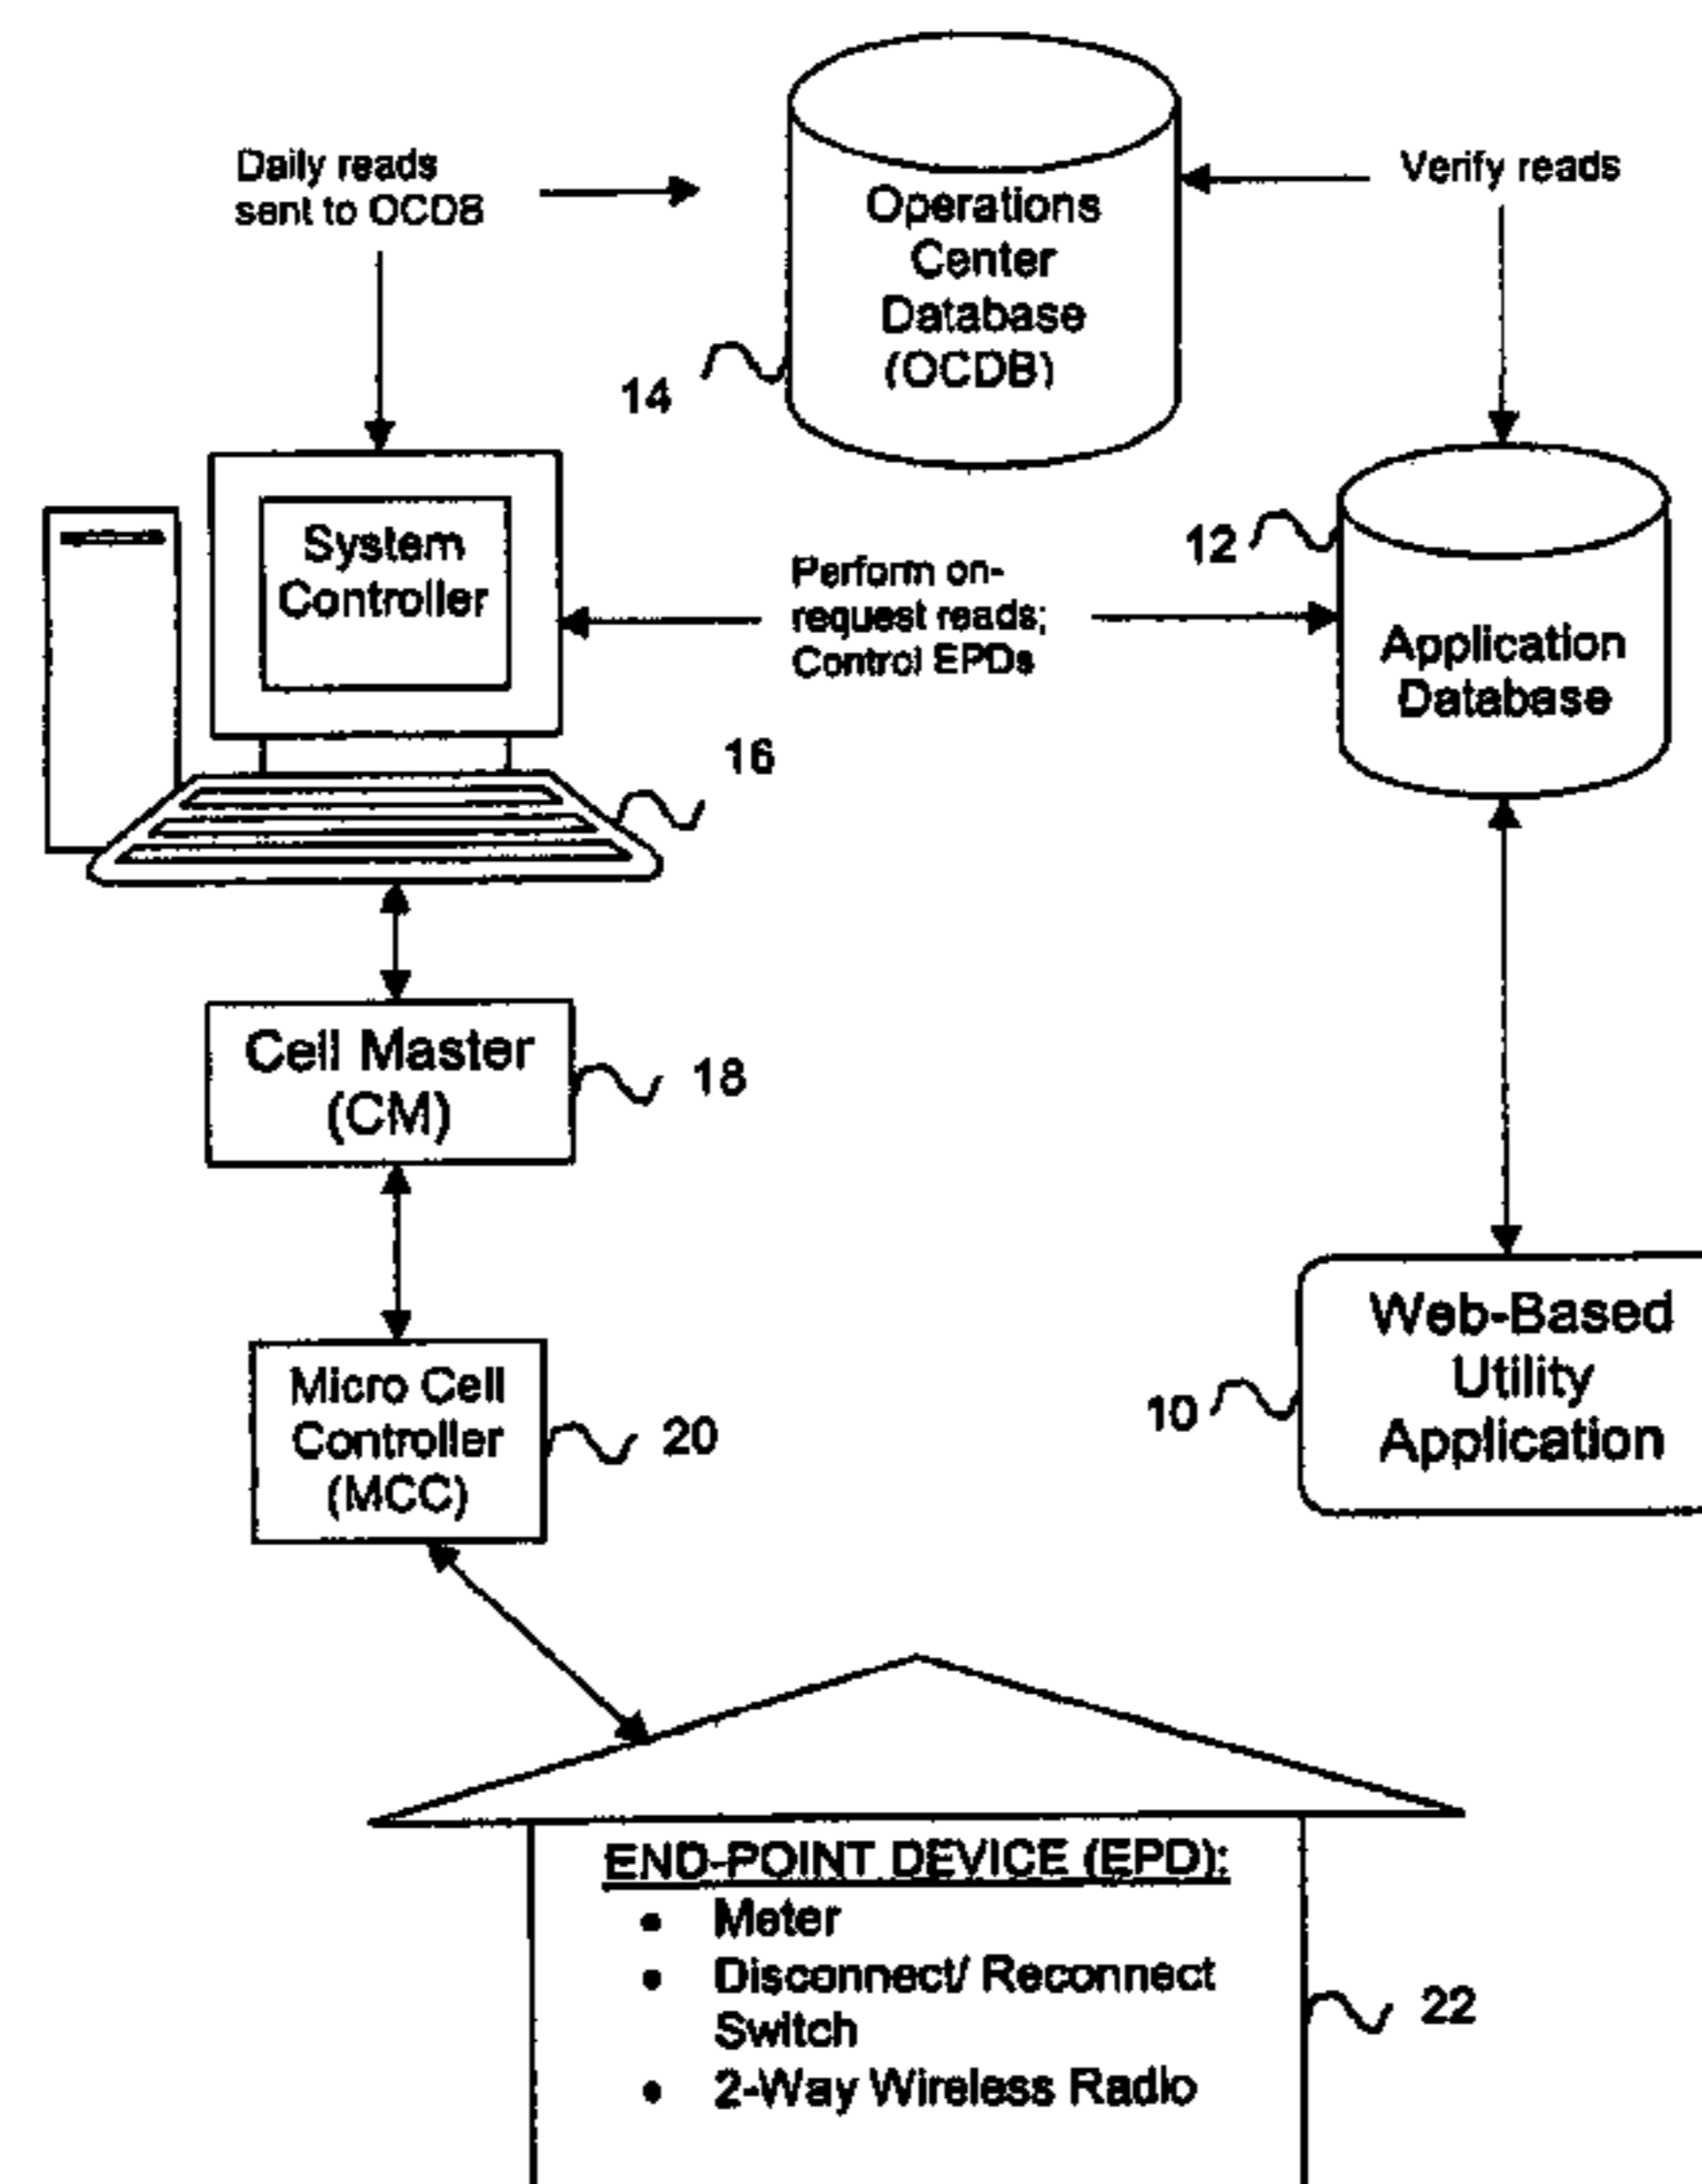 Daily reads
sent to OCDB
Operations
Center
Database
(OCDB)
14
Verify reads
System
Controller
16
Perform on-
request reads;
Control EPDs
12
Application
Database
Cell Master
(CM)
18
Micro Cell
Controller
(MCC)
20
Web-Based
Utility
Application
10
END-POINT DEVICE (EPD):
• Meter
• Disconnect/ Reconnect
Switch
• 2-Way Wireless Radio
22